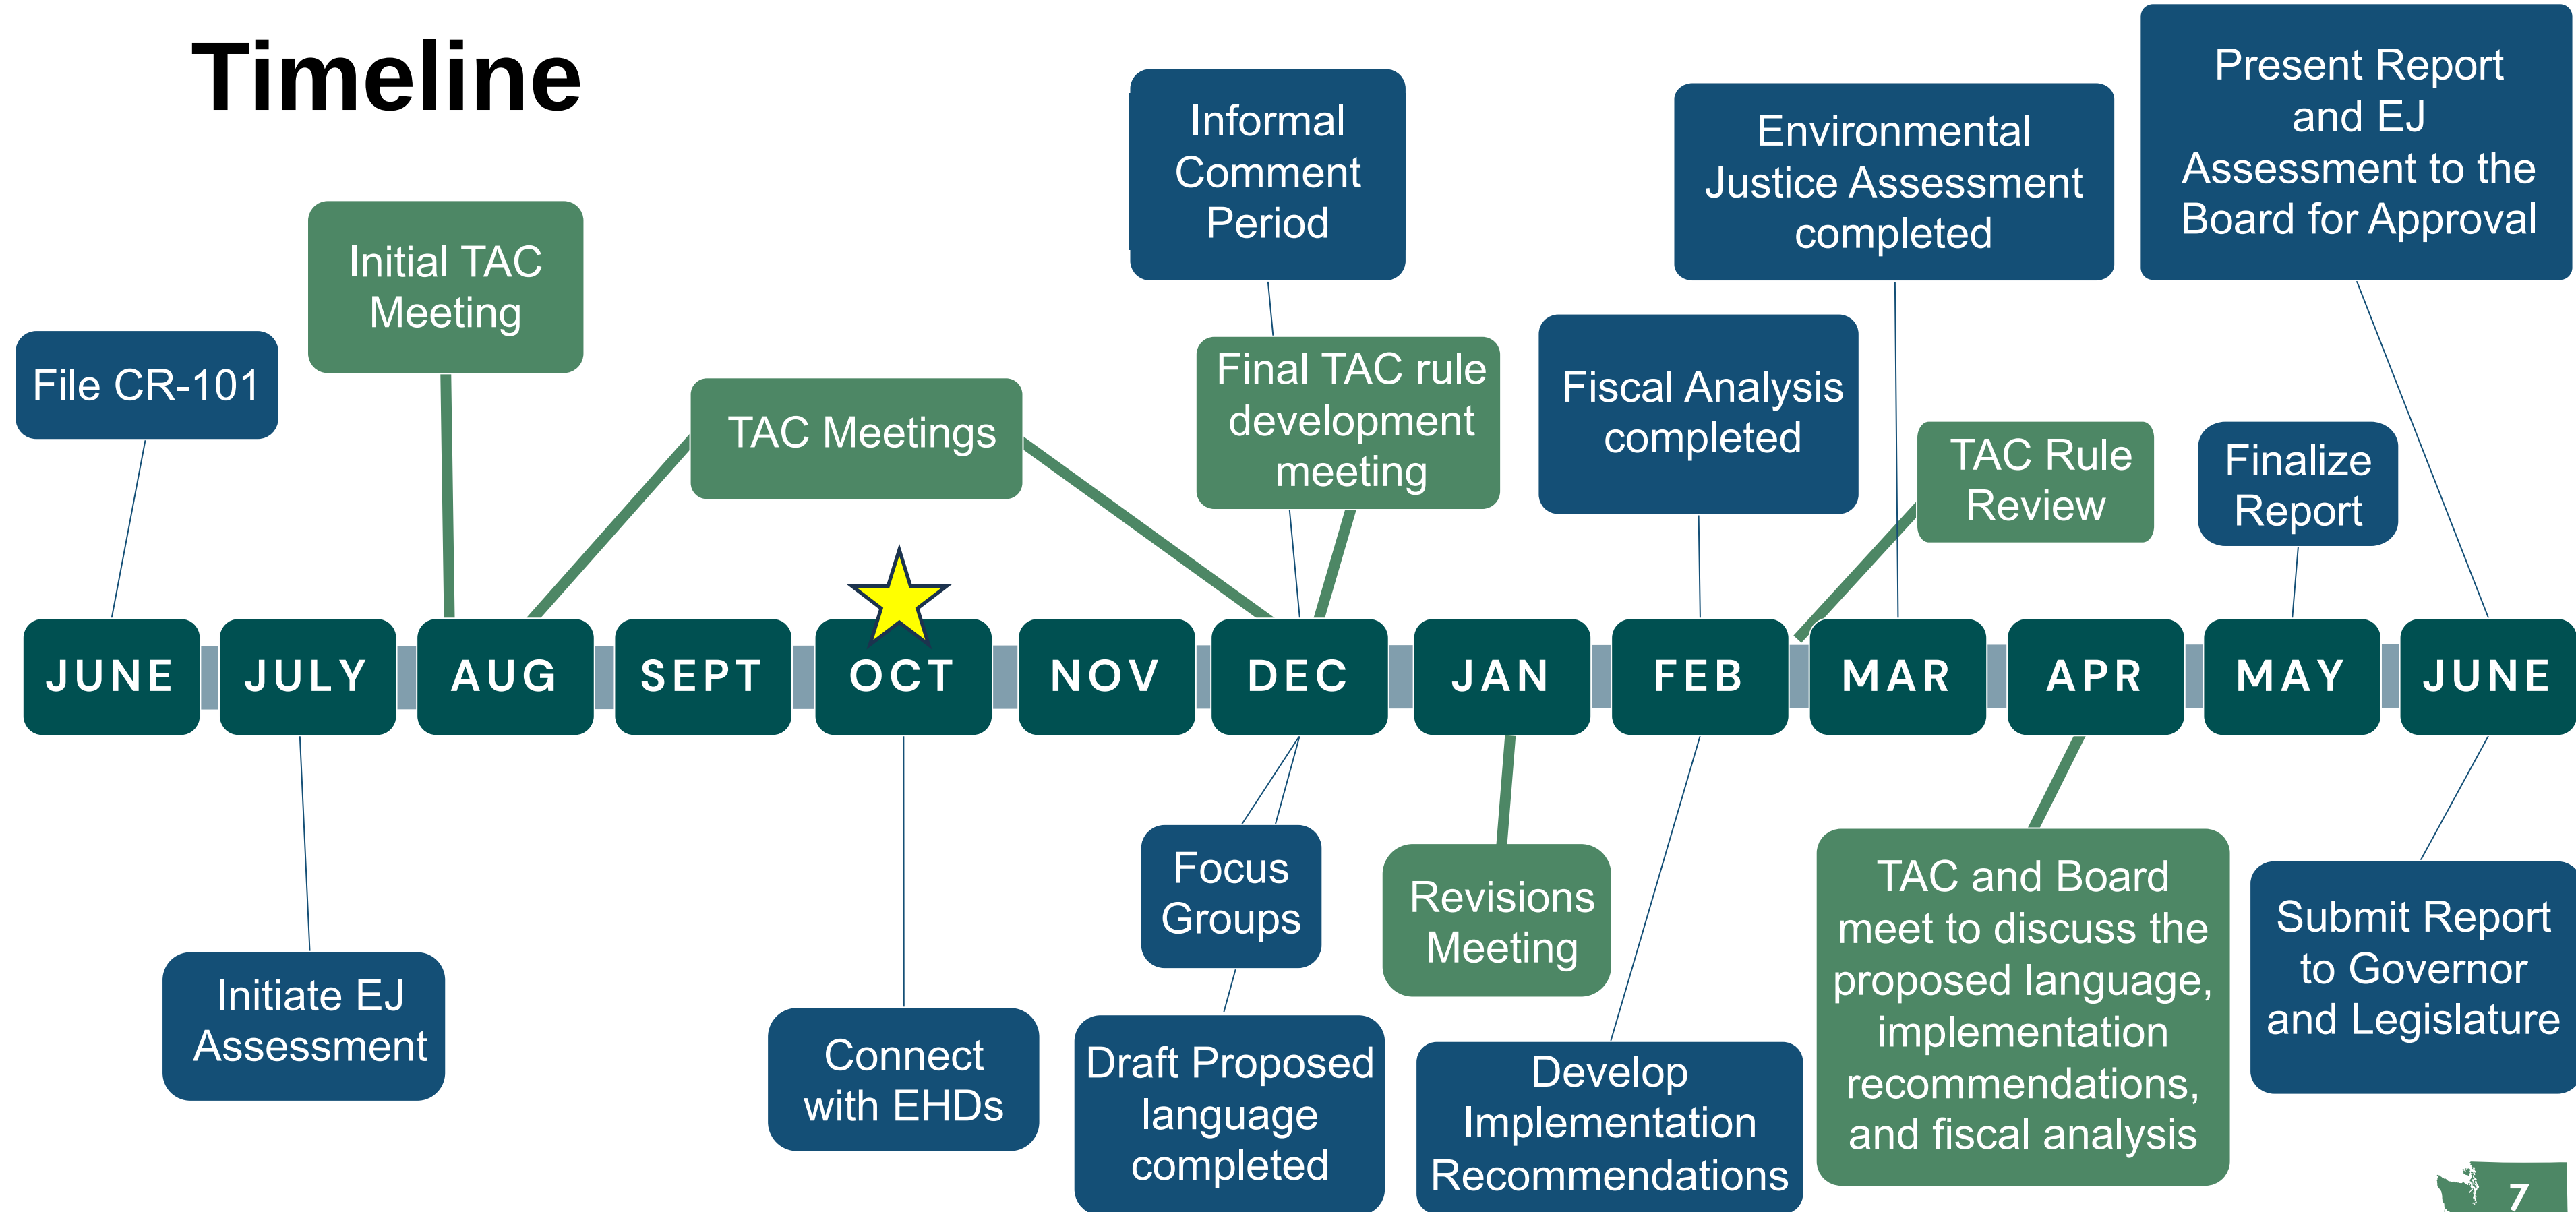 Timeline
File CR-101
Initial TAC
Meeting
TAC Meetings
Informal
Comment
Period
Final TAC rule
development
meeting
Fiscal Analysis
completed
Environmental
Justice Assessment
completed
TAC Rule
Review
Finalize
Report
Present Report
and EJ
Assessment to the
Board for Approval
JUNE
JULY
AUG
SEPT
OCT
NOV
DEC
JAN
FEB
MAR
APR
MAY
JUNE
Initiate EJ
Assessment
Connect
with EHDs
Focus
Groups
Draft Proposed
language
completed
Revisions
Meeting
Develop
Implementation
Recommendations
TAC and Board
meet to discuss the
proposed language,
implementation
recommendations,
and fiscal analysis
Submit Report
to Governor
and Legislature
7